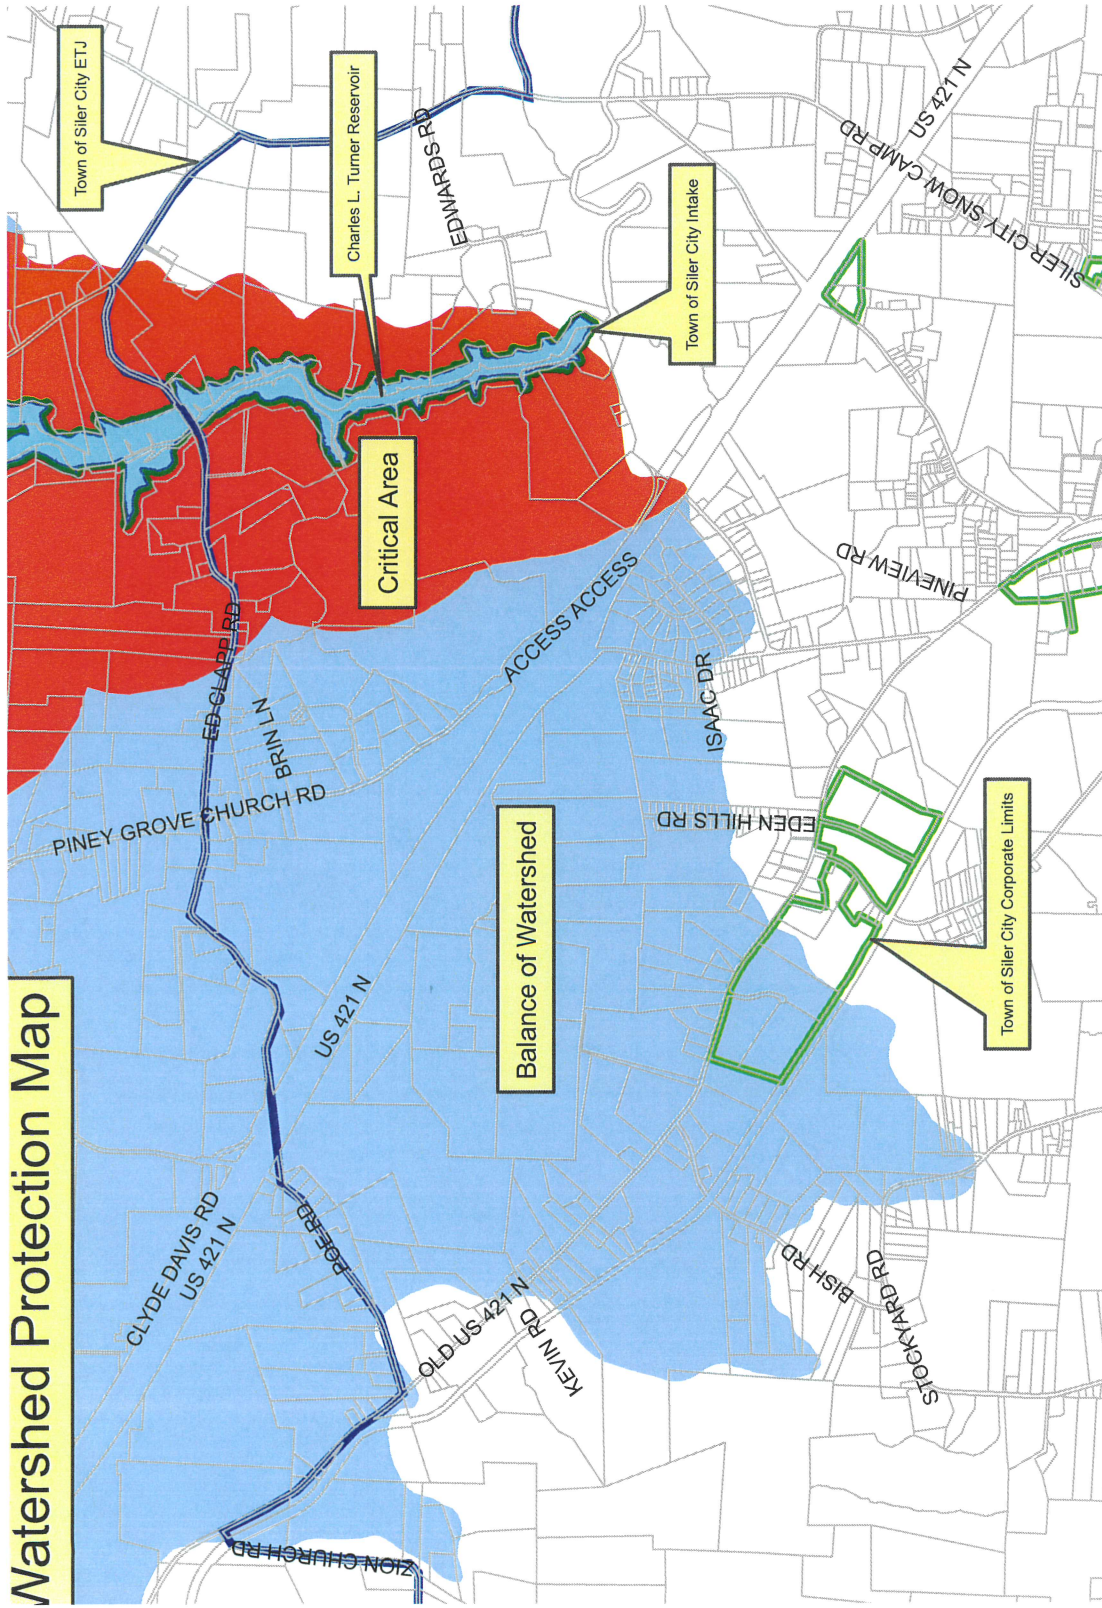 Watershed Protection Map
Town of Siler City ETJ
Charles L. Turner Reservoir
EDWARDS RD
Town of Siler City Intake
US 421 N
SILER CITY SNOW CAMP RD
Critical Area
ED CLAPP RD
BRIN LN
PINEY GROVE CHURCH RD
ACCESS ACCESS
ISAAC DR
PINEVIEW RD
EDEN HILLS RD
Balance of Watershed
US 421 N
Town of Siler City Corporate Limits
CLYDE DAVIS RD
US 421 N
POE RD
OLD US 421 N
KEVIN RD
BISH RD
STOCKYARD RD
ZION CHURCH RD